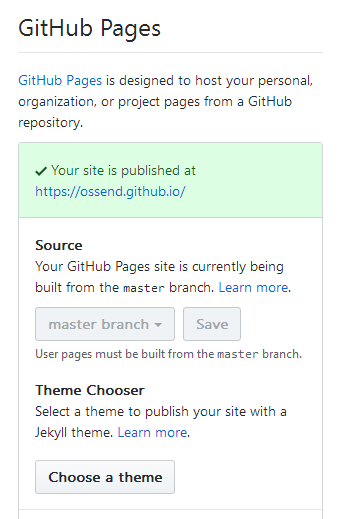 GitHub Pages
GitHub Pages is designed to host your personal,
organization, or project pages from a GitHub
repository.
Your site is published at
https://ossend.github.io/
Source
Your GitHub Pages site is currently being
built from the master branch. Learn more.
master branch Save
User pages must be built from the master branch.
Theme Chooser
Select a theme to publish your site with a
Jekyll theme. Learn more.
Choose a theme